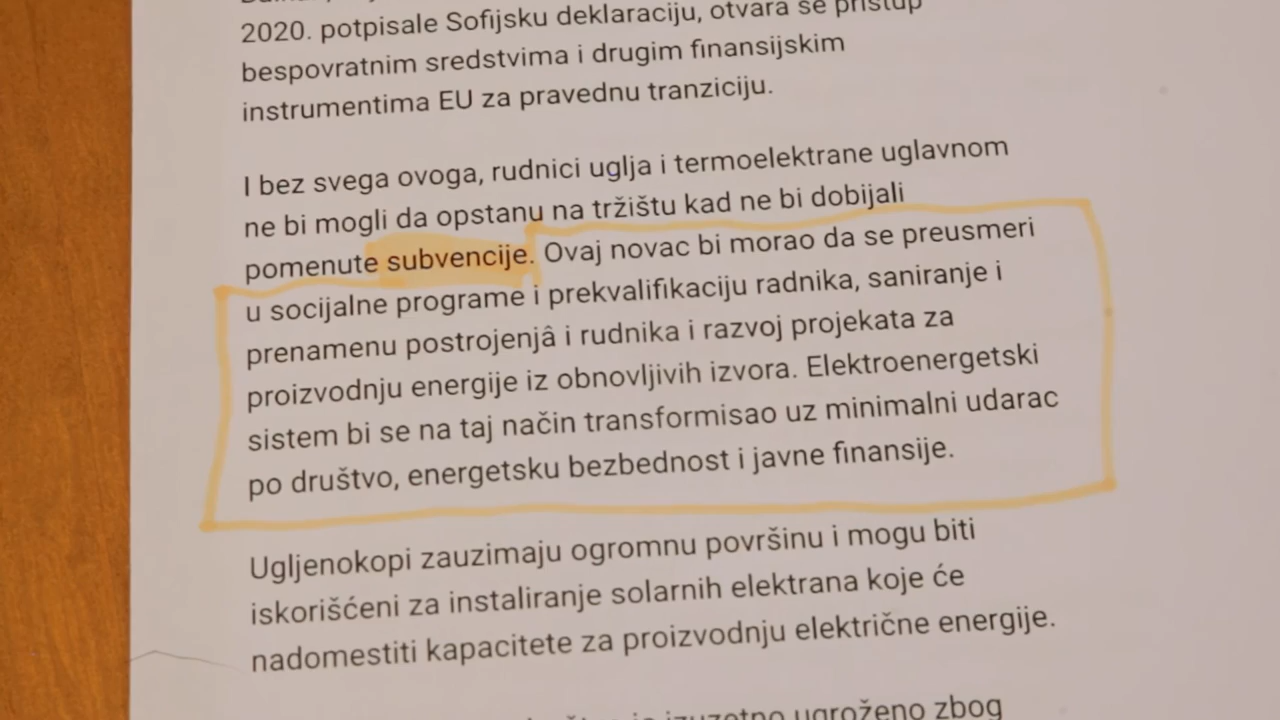 2020. potpisale Sofijsku deklaraciju, otvara se pristup
bespovratnim sredstvima i drugim finansijskim
instrumentima EU za pravednu tranziciju.
I bez svega ovoga, rudnici uglja i termoelektrane uglavnom
ne bi mogli da opstanu na tržištu kad ne bi dobijali
pomenute subvencije. Ovaj novac bi morao da se preusmeri
u socijalne programe i prekvalifikaciju radnika, saniranje i
prenamenu postrojenjâ i rudnika i razvoj projekata za
proizvodnju energije iz obnovljivih izvora. Elektroenergetski
sistem bi se na taj način transformisao uz minimalni udarac
po društvo, energetsku bezbednost i javne finansije.
Ugljenokopi zauzimaju ogromnu površinu i mogu biti
iskorišćeni za instaliranje solarnih elektrana koje će
nadomestiti kapacitete za proizvodnju električne energije.
je izuzetno ugroženo zbog